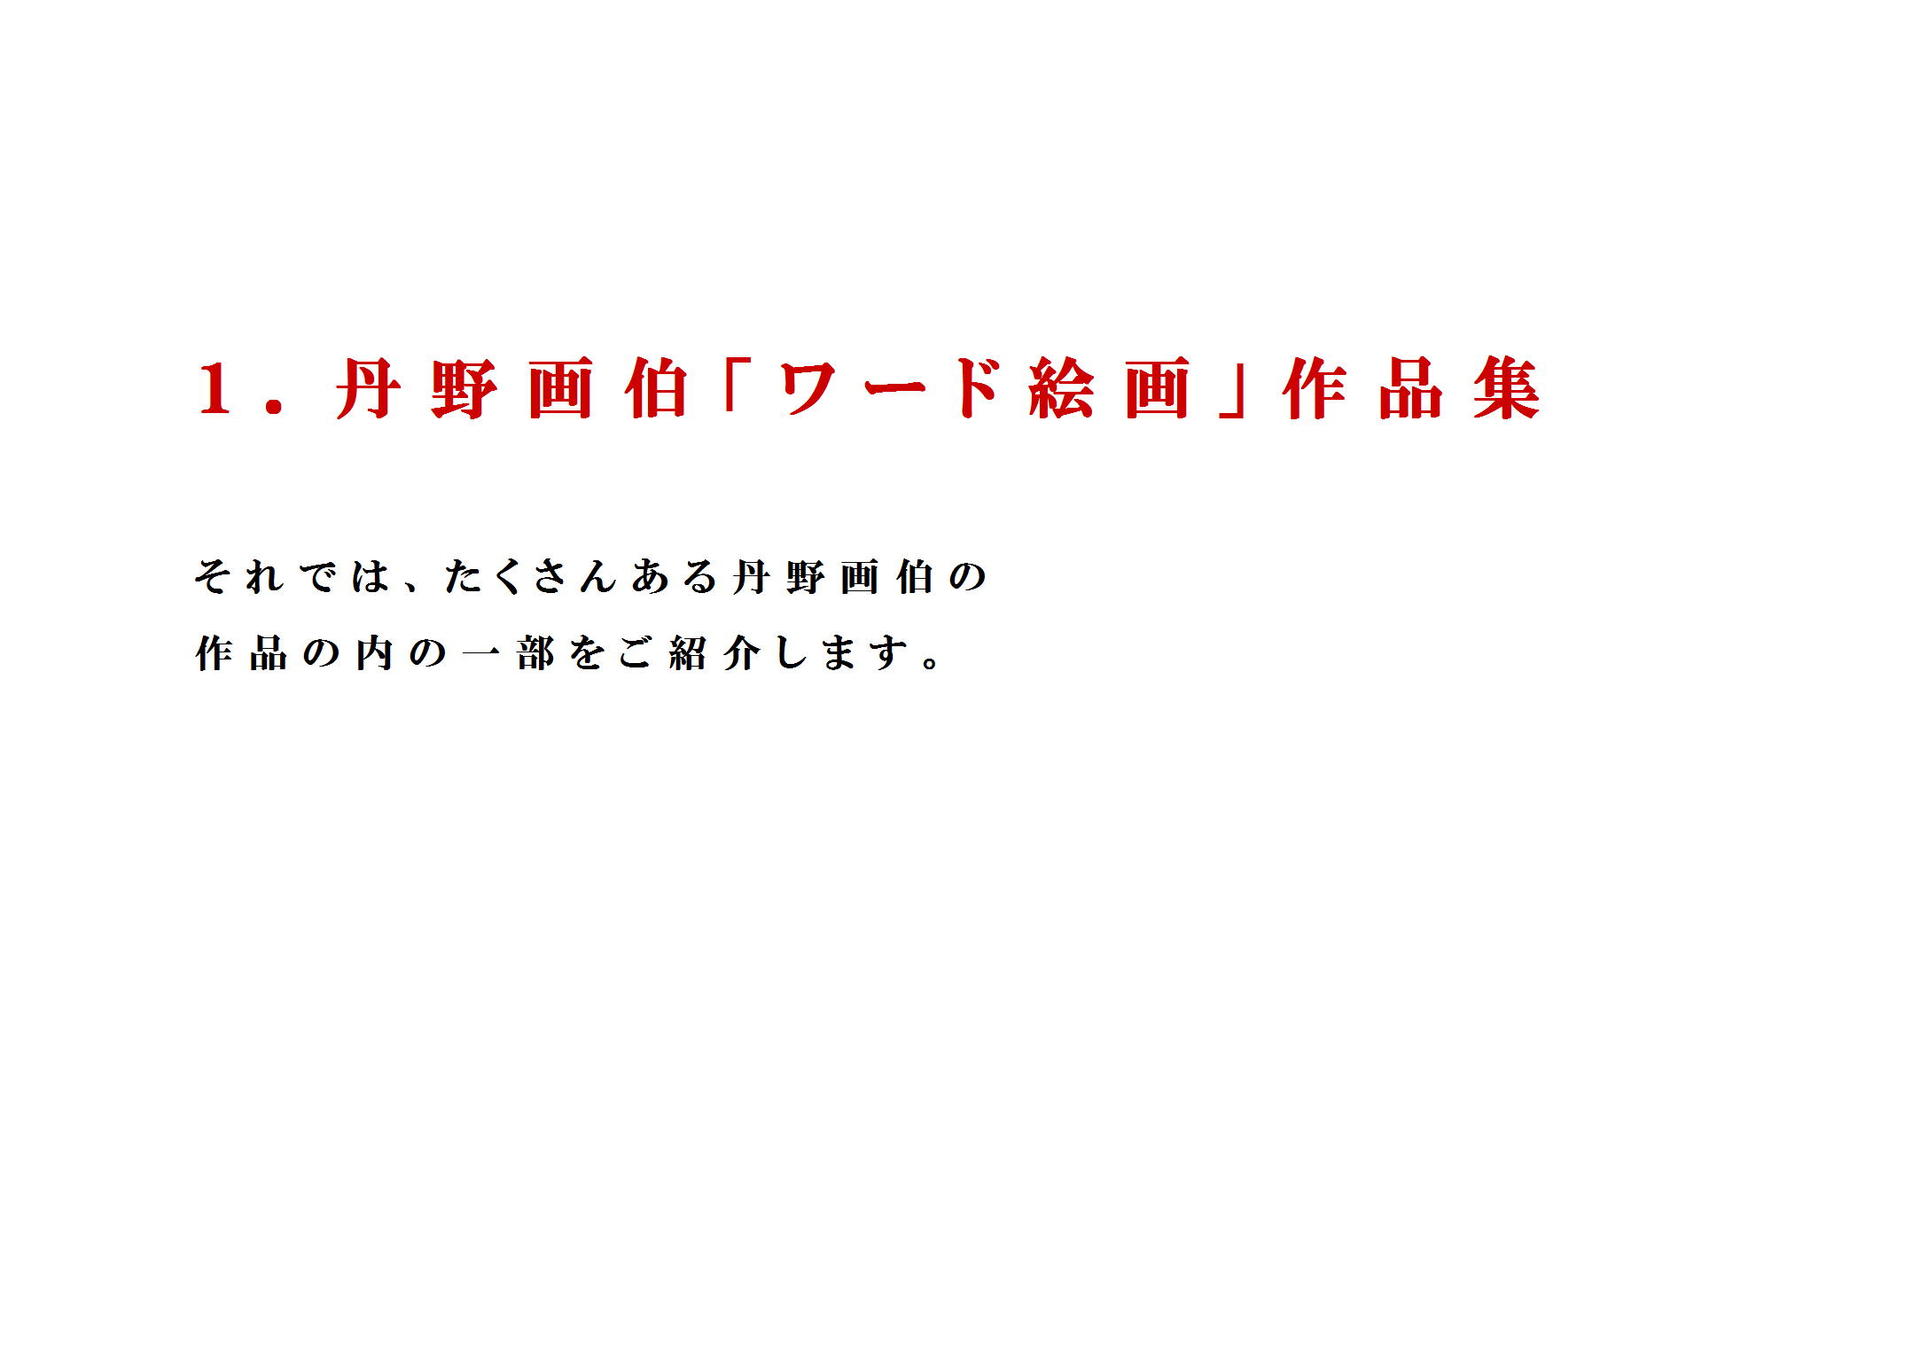 1．丹野画伯「ワード絵画」作品集
それでは、たくさんある丹野画伯の
作品の内の一部をご紹介します。